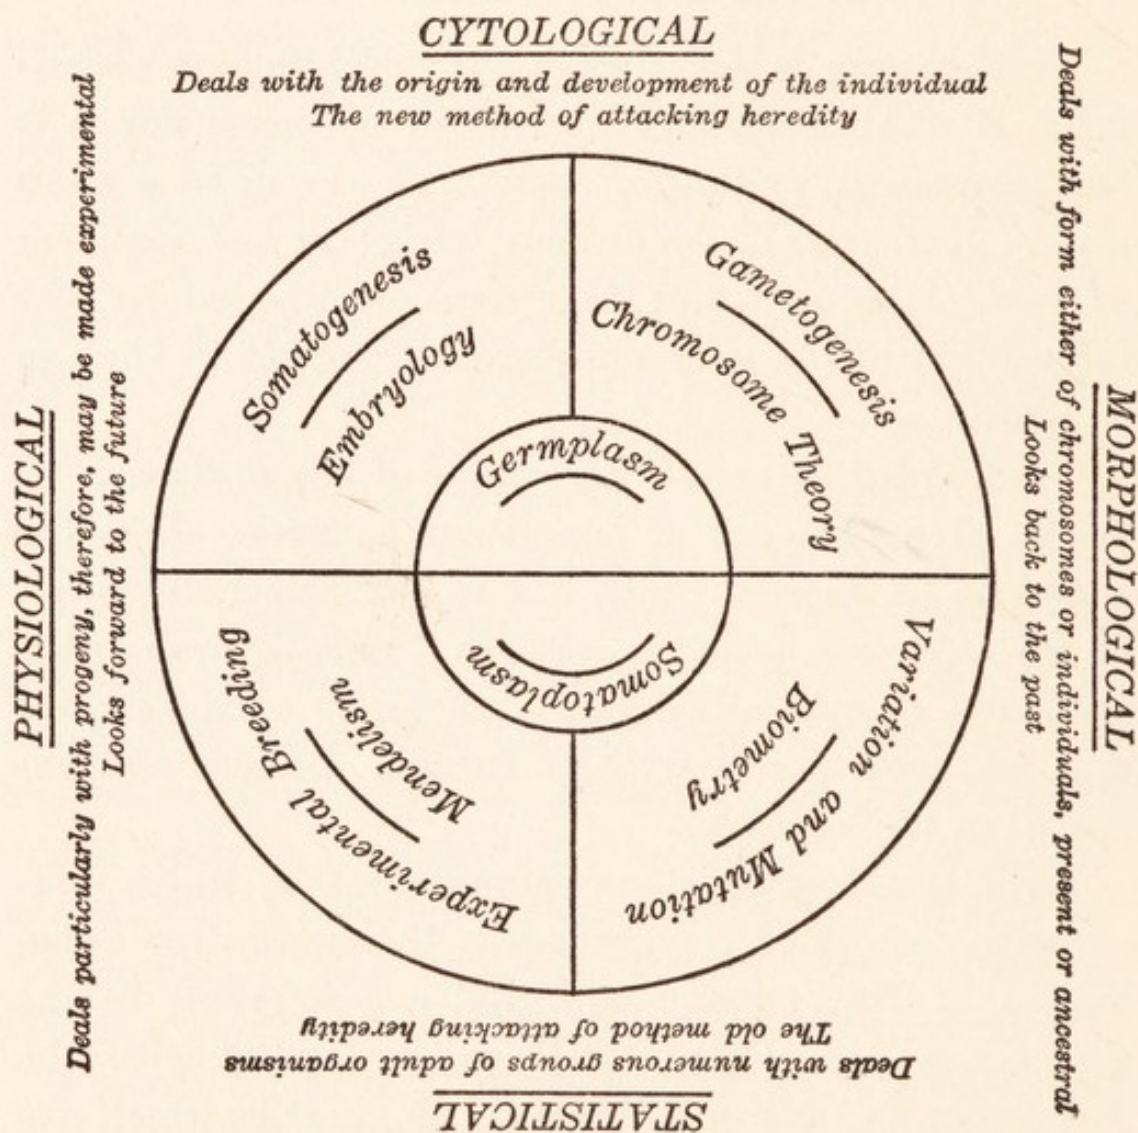 CYTOLOGICAL
Deals with the origin and development of the individual
The new method of attacking heredity
PHYSIOLOGICAL
Deals particularly with progeny, therefore, may be made experimental
Looks forward to the future
MORPHOLOGICAL
Deals with form either of chromosomes or individuals, present or ancestral
Looks back to the past
Somatogenesis
Embryology
Gametogenesis
Chromosome Theory
Germplasm
Somatoplasm
Experimental Breeding
Mendelism
Variation and Mutation
Biometry
STATISTICAL
Deals with numerous groups of adult organisms
The old method of attacking heredity